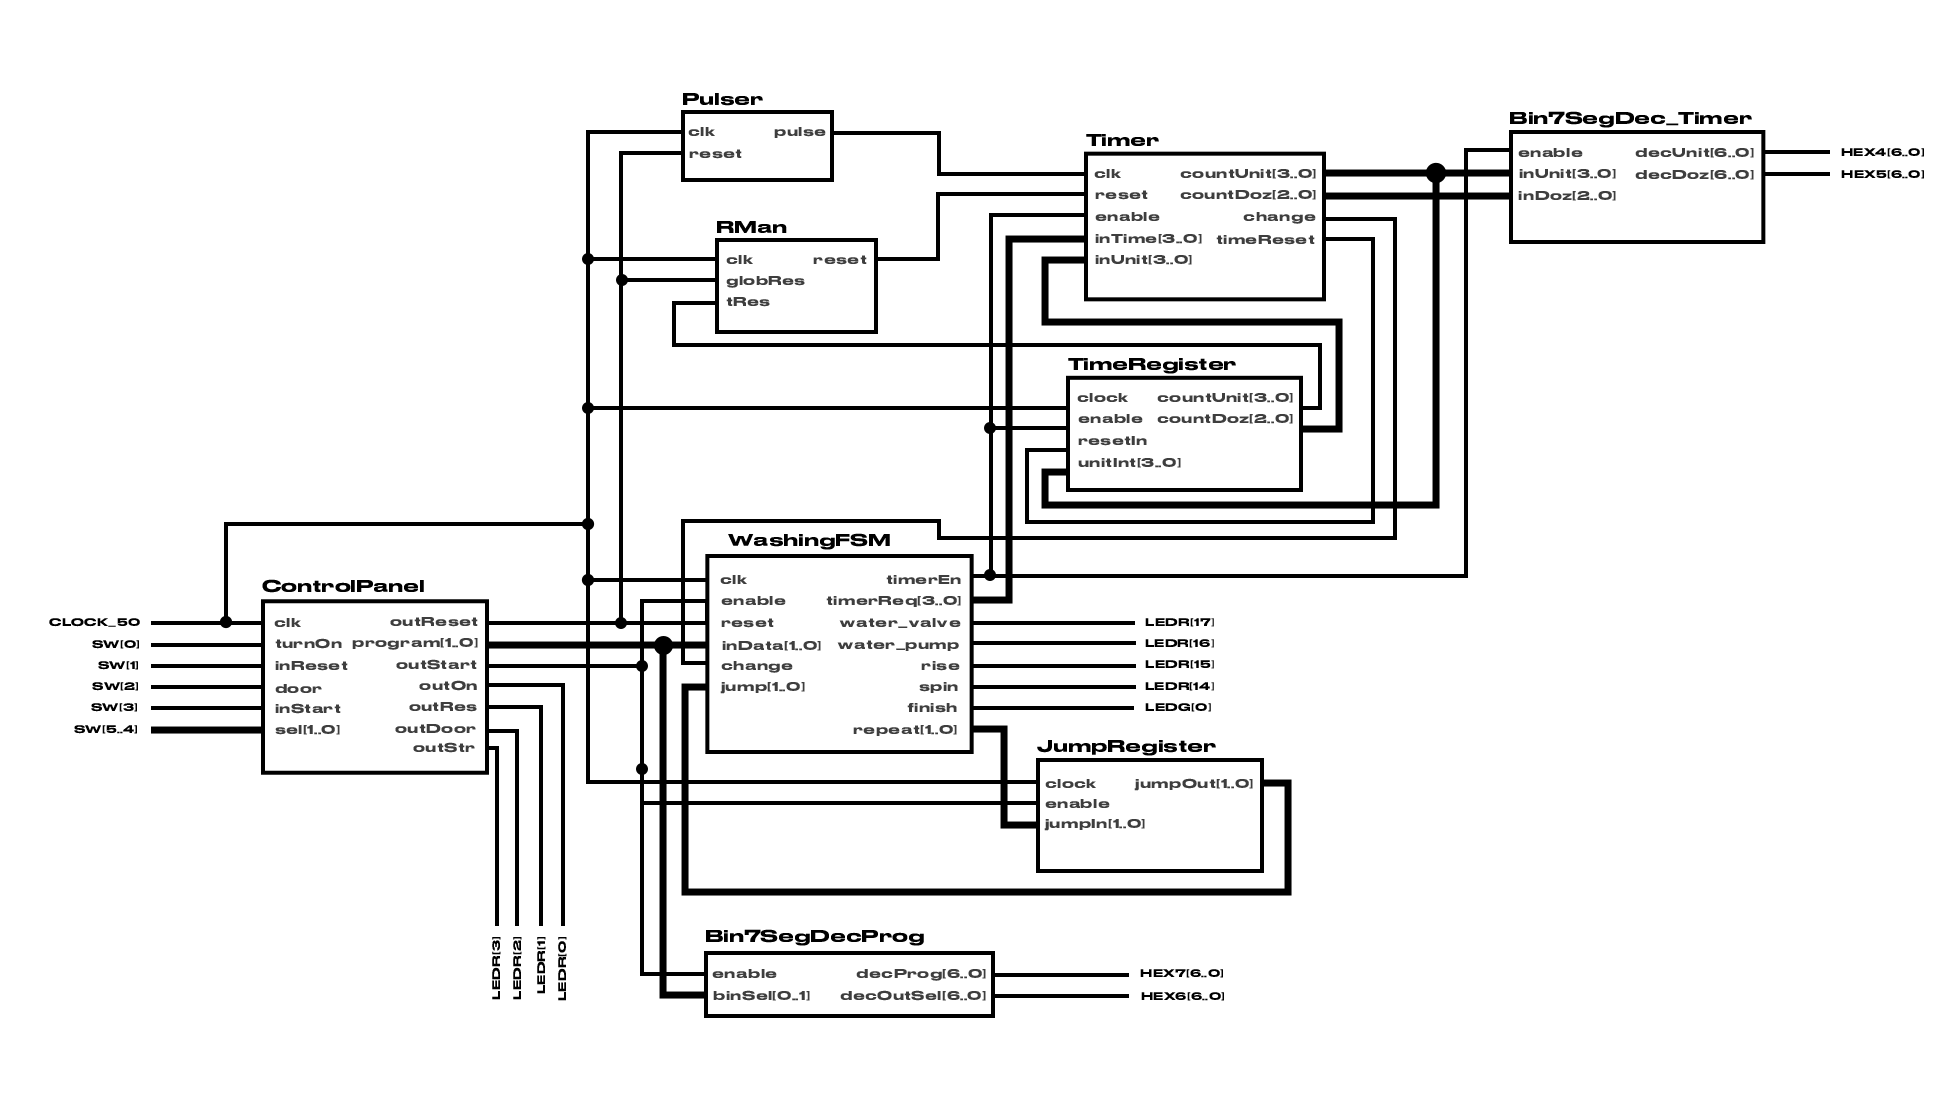 Pulser
clk pulse
reset
RMan
clk reset
globRes
tRes
Timer
clk countUnit[3..0]
reset countDoz[2..0]
enable change
inTime[3..0] timeReset
inUnit[3..0]
Bin7SegDec_Timer
enable decUnit[6..0]
inUnit[3..0] decDoz[6..0]
inDoz[2..0]
HEX4[6..0]
HEX5[6..0]
TimeRegister
clock countUnit[3..0]
enable countDoz[2..0]
resetIn
unitInt[3..0]
ControlPanel
CLOCK_50
SW[0]
SW[1]
SW[2]
SW[3]
SW[5..4]
clk outReset
turnOn program[1..0]
inReset outStart
door outOn
inStart outRes
sel[1..0] outDoor
outStr
LEDR[3]
LEDR[2]
LEDR[1]
LEDR[0]
WashingFSM
clk timerEn
enable timerReq[3..0]
reset water_valve
inData[1..0] water_pump
change rise
jump[1..0] spin
finish
repeat[1..0]
LEDR[17]
LEDR[16]
LEDR[15]
LEDR[14]
LEDG[0]
JumpRegister
clock jumpOut[1..0]
enable
jumpIn[1..0]
Bin7SegDecProg
enable decProg[6..0]
binSel[0..1] decOutSel[6..0]
HEX7[6..0]
HEX6[6..0]